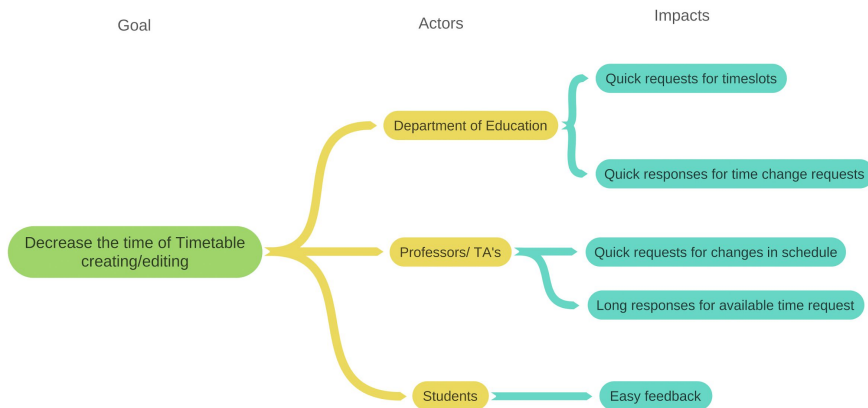 Goal
Actors
Impacts
Quick requests for timeslots
Department of Education
Quick responses for time change requests
Decrease the time of Timetable
creating/editing
Professors/ TA's
Quick requests for changes in schedule
Long responses for available time request
Students
Easy feedback